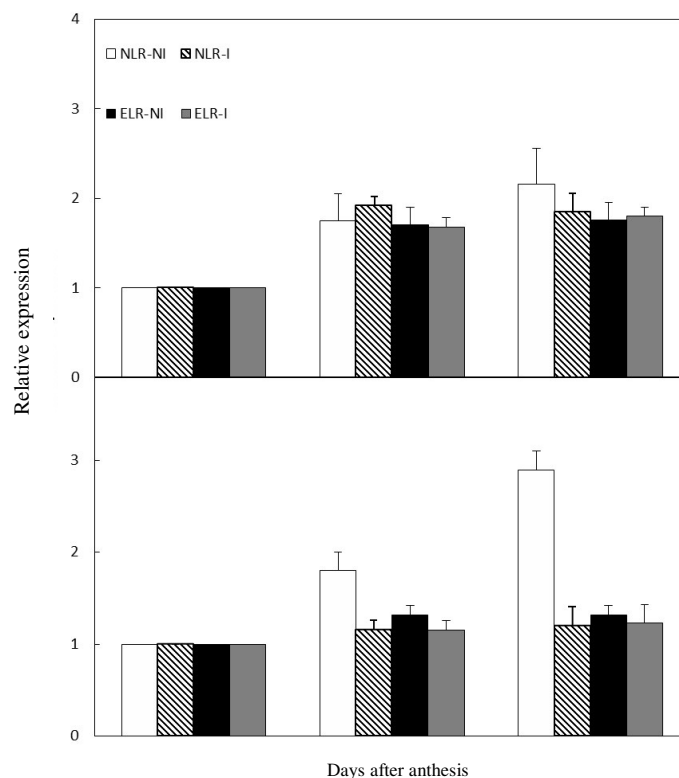 4
NLR-NI NLR-I
3
ELR-NI ELR-I
2
1
0
Relative expression
3
2
1
0
Days after anthesis